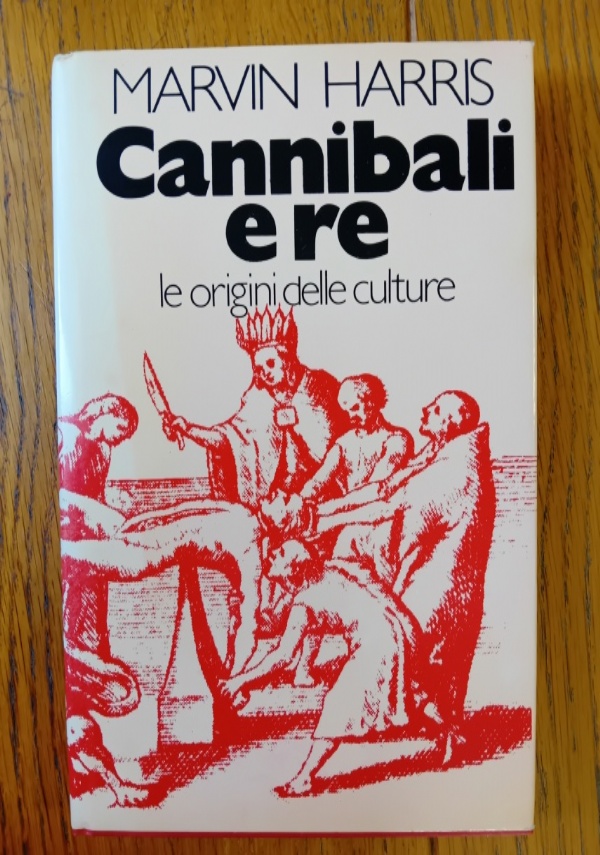 MARVIN HARRIS
Cannibali
e re
le origini delle culture